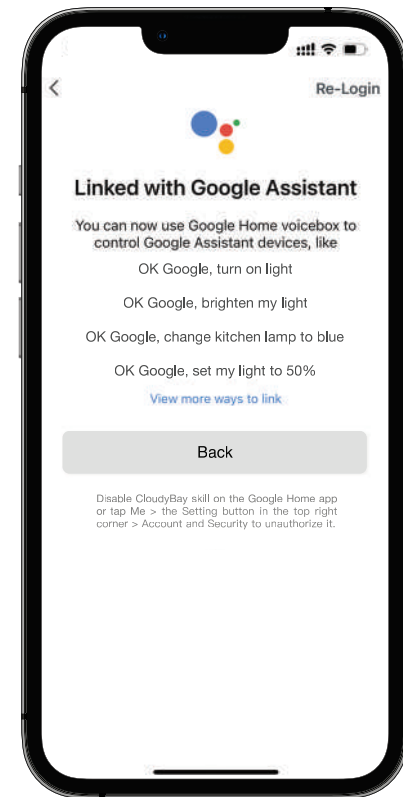 Re-Login
Linked with Google Assistant
You can now use Google Home voicebox to
control Google Assistant devices, like
OK Google, turn on light
OK Google, brighten my light
OK Google, change kitchen lamp to blue
OK Google, set my light to 50%
View more ways to link
Back
Disable CloudyBay skill on the Google Home app
or tap Me > the Setting button in the top right
corner > Account and Security to unauthorize it.